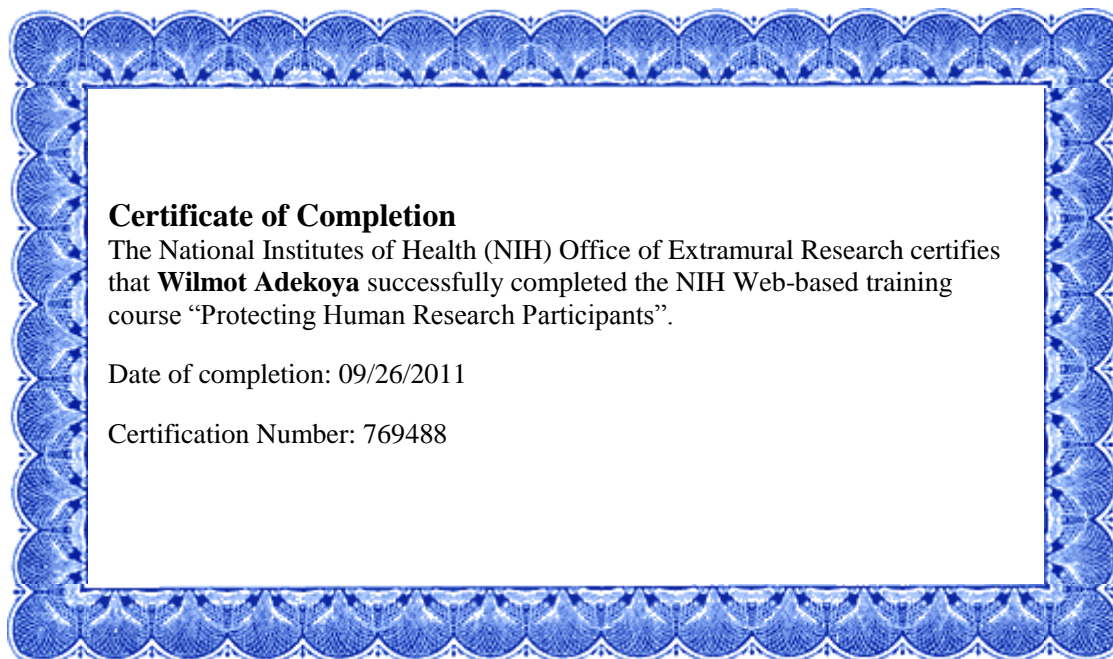 Certificate of Completion
The National Institutes of Health (NIH) Office of Extramural Research certifies
that Wilmot Adekoya successfully completed the NIH Web-based training
course “Protecting Human Research Participants”.
Date of completion: 09/26/2011
Certification Number: 769488